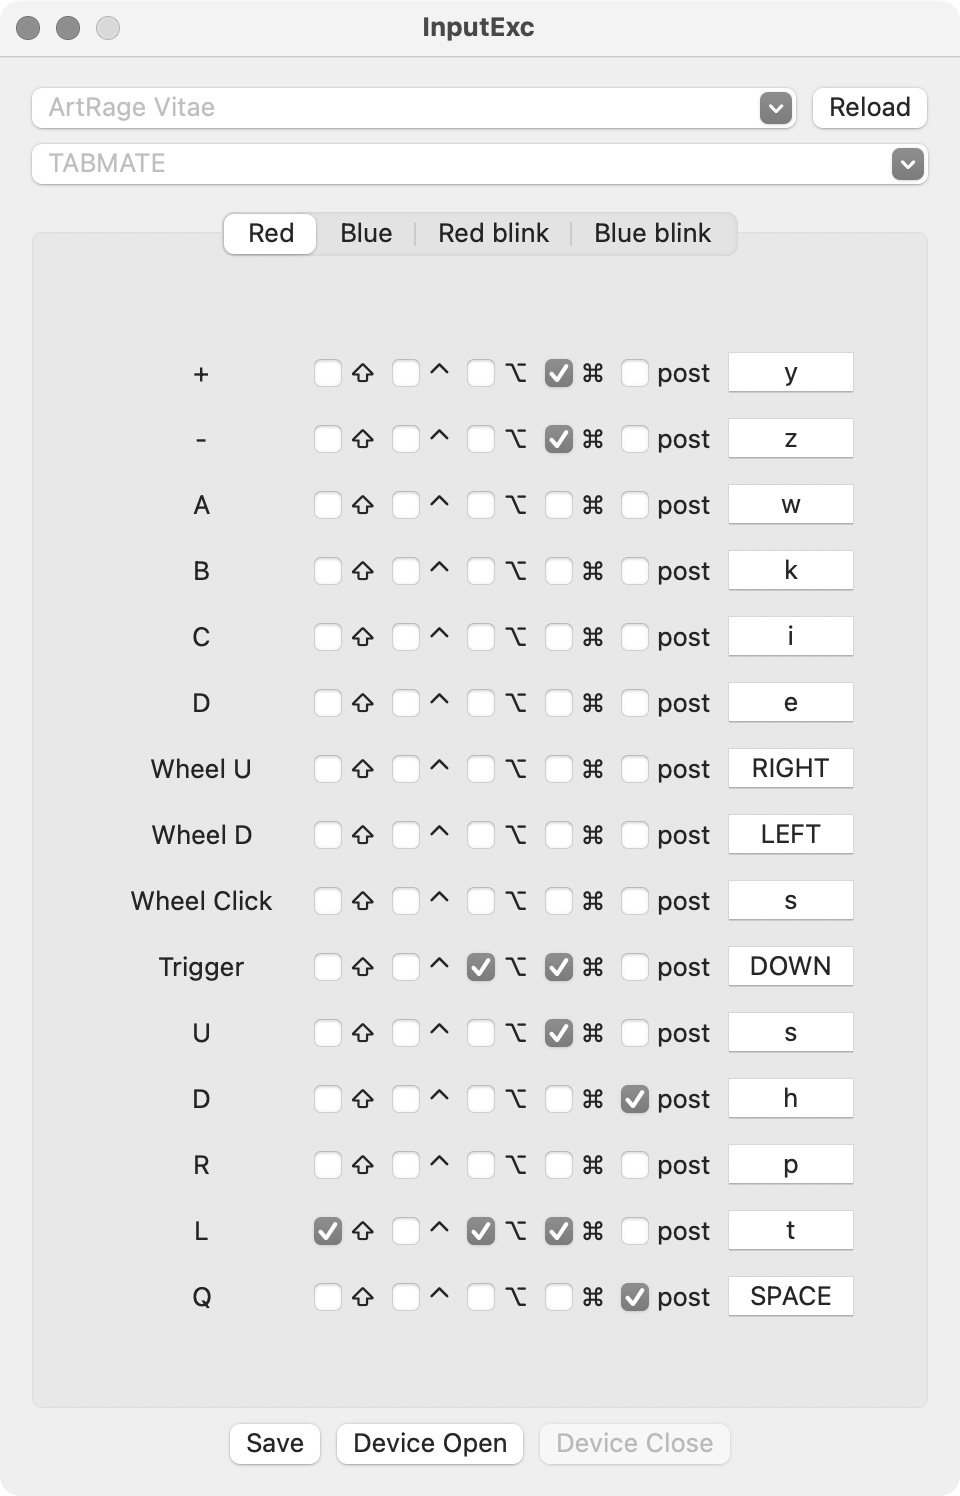 InputExc
ArtRage Vitae Reload
TABMATE
Red Blue Red blink Blue blink
+ ⇧ ^ ⌥ ⌘ post y
- ⇧ ^ ⌥ ⌘ post z
A ⇧ ^ ⌥ ⌘ post w
B ⇧ ^ ⌥ ⌘ post k
C ⇧ ^ ⌥ ⌘ post i
D ⇧ ^ ⌥ ⌘ post e
Wheel U ⇧ ^ ⌥ ⌘ post RIGHT
Wheel D ⇧ ^ ⌥ ⌘ post LEFT
Wheel Click ⇧ ^ ⌥ ⌘ post s
Trigger ⇧ ^ ⌥ ⌘ post DOWN
U ⇧ ^ ⌥ ⌘ post s
D ⇧ ^ ⌥ ⌘ post h
R ⇧ ^ ⌥ ⌘ post p
L ⇧ ^ ⌥ ⌘ post t
Q ⇧ ^ ⌥ ⌘ post SPACE
Save Device Open Device Close